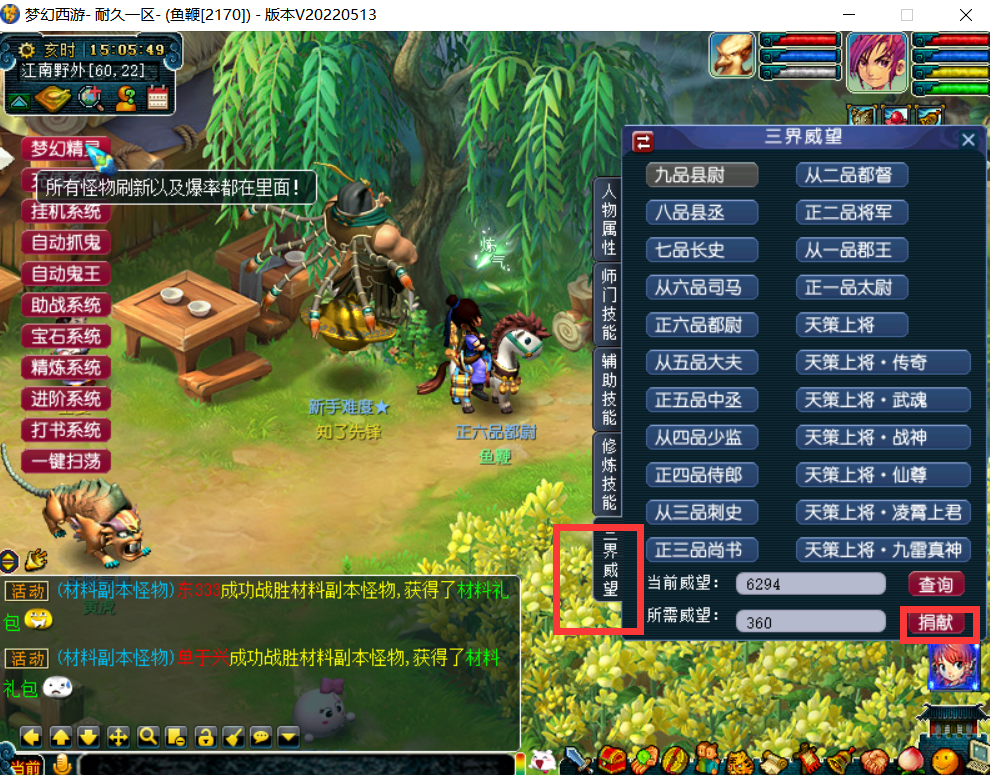 梦幻西游- 耐久一区- (鱼鞭[2170]) - 版本V20220513
亥时 15:05:49
江南野外[60,22]
梦幻精灵
所有怪物刷新以及爆率都在里面!
挂机系统
自动抓鬼
自动鬼王
助战系统
宝石系统
精炼系统
进阶系统
打书系统
一键扫荡
炼气
新手难度★
知了先锋
正六品都尉
鱼鞭
三界威望
人物属性
师门技能
辅助技能
修炼技能
三界威望
九品县尉 从二品都督
八品县丞 正二品将军
七品长史 从一品郡王
从六品司马 正一品太尉
正六品都尉 天策上将
从五品大夫 天策上将·传奇
正五品中丞 天策上将·武魂
从四品少监 天策上将·战神
正四品侍郎 天策上将·仙尊
从三品刺史 天策上将·凌霄上君
正三品尚书 天策上将·九雷真神
当前威望: 6294 查询
所需威望: 360 捐献
活动 (材料副本怪物)东333成功战胜材料副本怪物,获得了材料礼
包
活动 (材料副本怪物)单于兴成功战胜材料副本怪物,获得了材料
礼包
当前